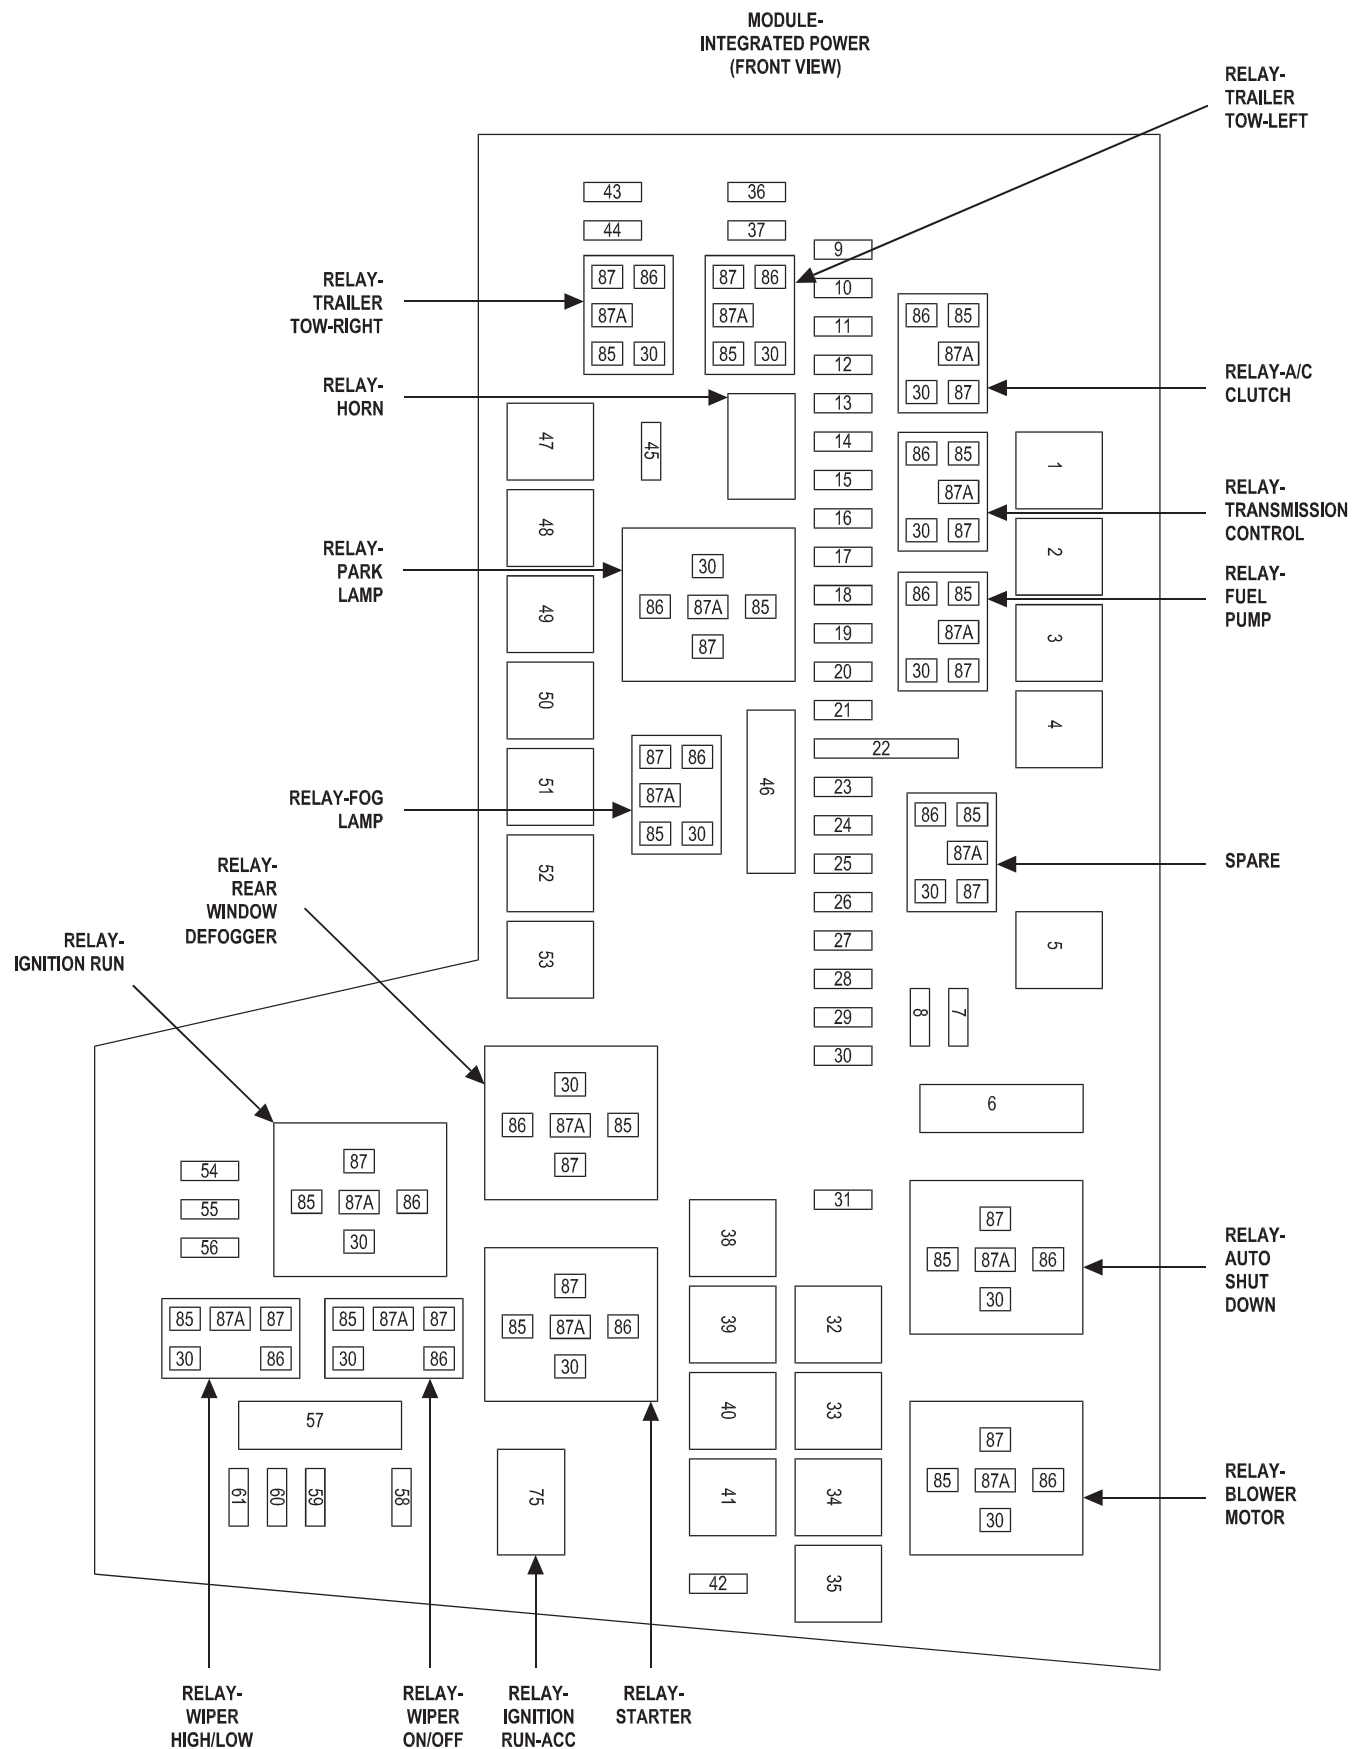 MODULE-
INTEGRATED POWER
(FRONT VIEW)
RELAY-
TRAILER
TOW-LEFT
43
36
44
37
9
RELAY-
TRAILER
TOW-RIGHT
87 86
87A
85 30
87 86
87A
85 30
10
11
12
13
14
15
16
17
18
19
20
21
22
23
24
25
26
27
28
29
30
86 85
87A
30 87
RELAY-A/C
CLUTCH
RELAY-
HORN
47
45
48
49
50
51
52
53
86 85
87A
30 87
RELAY-
TRANSMISSION
CONTROL
1
2
3
4
RELAY-
PARK
LAMP
30
86 87A 85
87
86 85
87A
30 87
RELAY-
FUEL
PUMP
RELAY-FOG
LAMP
87 86
87A
85 30
46
86 85
87A
30 87
SPARE
5
8
7
6
RELAY-
REAR
WINDOW
DEFOGGER
RELAY-
IGNITION RUN
30
86 87A 85
87
87
85 87A 86
30
54
55
56
31
38
39
40
41
42
32
33
34
35
87
85 87A 86
30
RELAY-
AUTO
SHUT
DOWN
87
85 87A 86
30
85 87A 87
30 86
85 87A 87
30 86
57
61
60
59
58
75
87
85 87A 86
30
RELAY-
BLOWER
MOTOR
RELAY-
WIPER
HIGH/LOW
RELAY-
WIPER
ON/OFF
RELAY-
IGNITION
RUN-ACC
RELAY-
STARTER